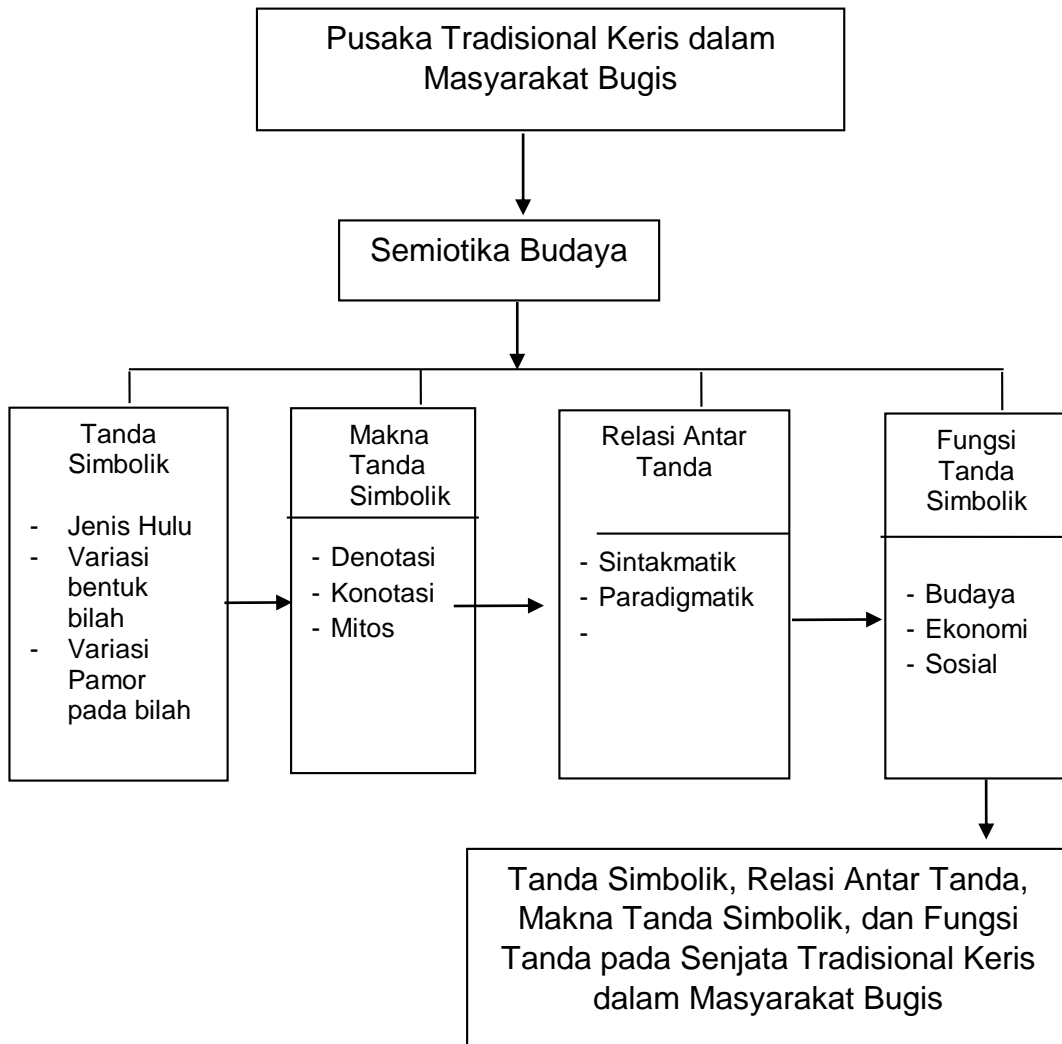 Pusaka Tradisional Keris dalam
Masyarakat Bugis
Semiotika Budaya
Tanda
Simbolik
- Jenis Hulu
- Variasi
bentuk
bilah
- Variasi
Pamor
pada bilah
Makna
Tanda
Simbolik
- Denotasi
- Konotasi
- Mitos
Relasi Antar
Tanda
- Sintakmatik
- Paradigmatik
-
Fungsi
Tanda
Simbolik
- Budaya
- Ekonomi
- Sosial
Tanda Simbolik, Relasi Antar Tanda,
Makna Tanda Simbolik, dan Fungsi
Tanda pada Senjata Tradisional Keris
dalam Masyarakat Bugis